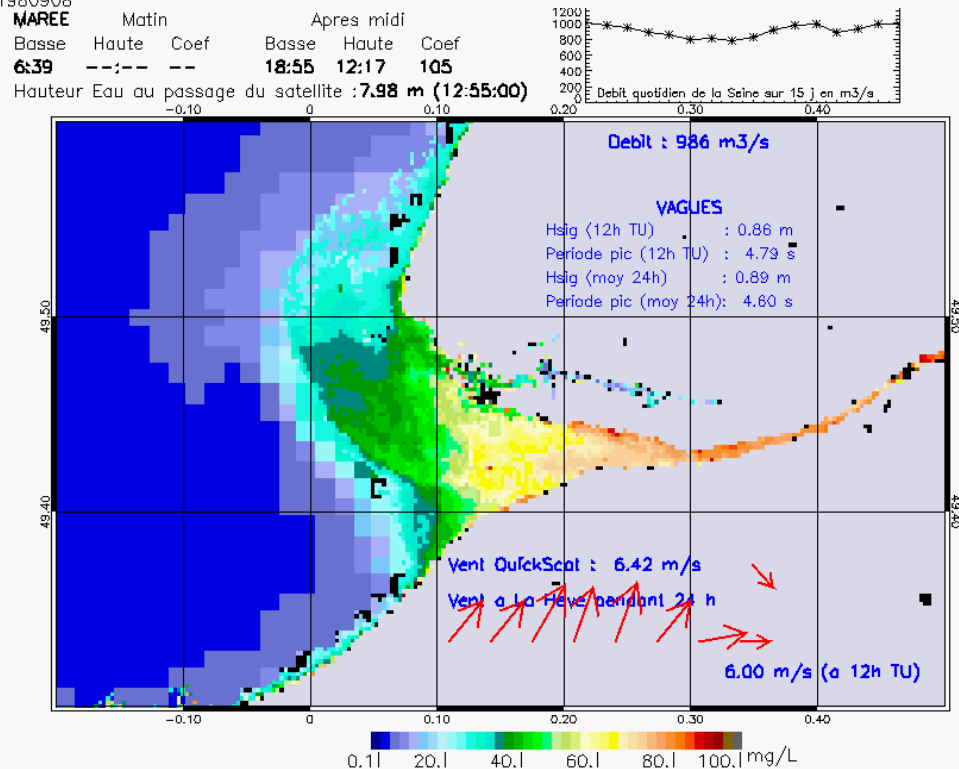 19980908
MAREE Matin Apres midi
Basse Haute Coef Basse Haute Coef
6:39 --:-- -- 18:55 12:17 105
Hauteur Eau au passage du satellite :7.98 m (12:55:00)
1200
1000
800
600
400
200
0
Debit quotidien de la Seine sur 15 j en m3/s
-0.10 0 0.10 0.20 0.30 0.40
Debit : 986 m3/s
VAGUES
Hsig (12h TU) : 0.86 m
Periode pic (12h TU) : 4.79 s
Hsig (moy 24h) : 0.89 m
Periode pic (moy 24h): 4.60 s
49.50 49.50
49.40 49.40
Vent QuickScat : 6.42 m/s
Vent a La Heve pendant 24 h
6.00 m/s (a 12h TU)
-0.10 0 0.10 0.20 0.30 0.40
0.1| 20.| 40.| 60.| 80.| 100.| mg/L